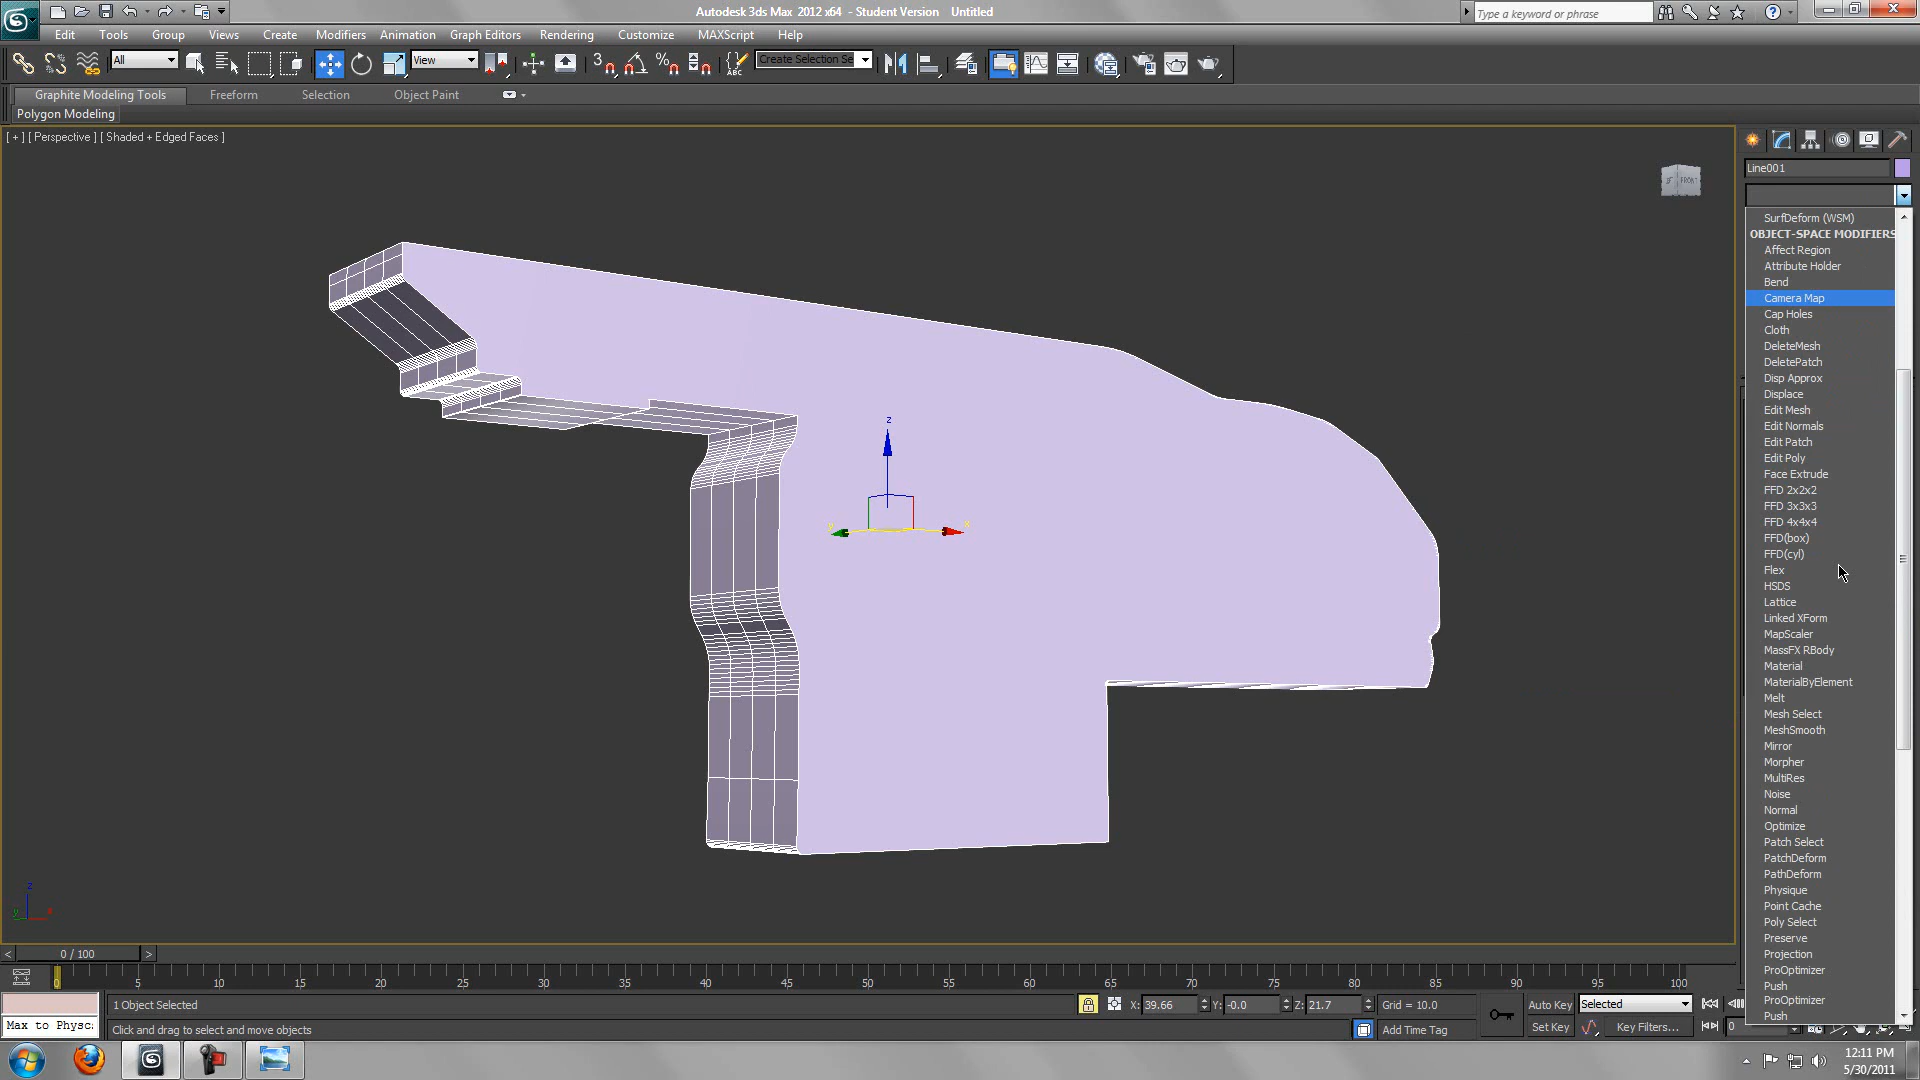 Autodesk 3ds Max 2012 x64 - Student Version Untitled
Type a keyword or phrase
Edit Tools Group Views Create Modifiers Animation Graph Editors Rendering Customize MAXScript Help
All View Create Selection Se
Graphite Modeling Tools Freeform Selection Object Paint
Polygon Modeling
[ + ] [ Perspective ] [ Shaded + Edged Faces ]
FRONT
Line001
SurfDeform (WSM)
OBJECT-SPACE MODIFIERS
Affect Region
Attribute Holder
Bend
Camera Map
Cap Holes
Cloth
DeleteMesh
DeletePatch
Disp Approx
Displace
Edit Mesh
Edit Normals
Edit Patch
Edit Poly
Face Extrude
FFD 2x2x2
FFD 3x3x3
FFD 4x4x4
FFD(box)
FFD(cyl)
Flex
HSDS
Lattice
Linked XForm
MapScaler
MassFX RBody
Material
MaterialByElement
Melt
Mesh Select
MeshSmooth
Mirror
Morpher
MultiRes
Noise
Normal
Optimize
Patch Select
PatchDeform
PathDeform
Physique
Point Cache
Poly Select
Preserve
Projection
ProOptimizer
Push
ProOptimizer
Push
z
x
z
y x
0 / 100
0 5 10 15 20 25 30 35 40 45 50 55 60 65 70 75 80 85 90 95 100
1 Object Selected X: 39.66 Y: -0.0 Z: 21.7 Grid = 10.0 Auto Key Selected
Max to Physc: Click and drag to select and move objects Add Time Tag Set Key Key Filters... 0
12:11 PM
5/30/2011